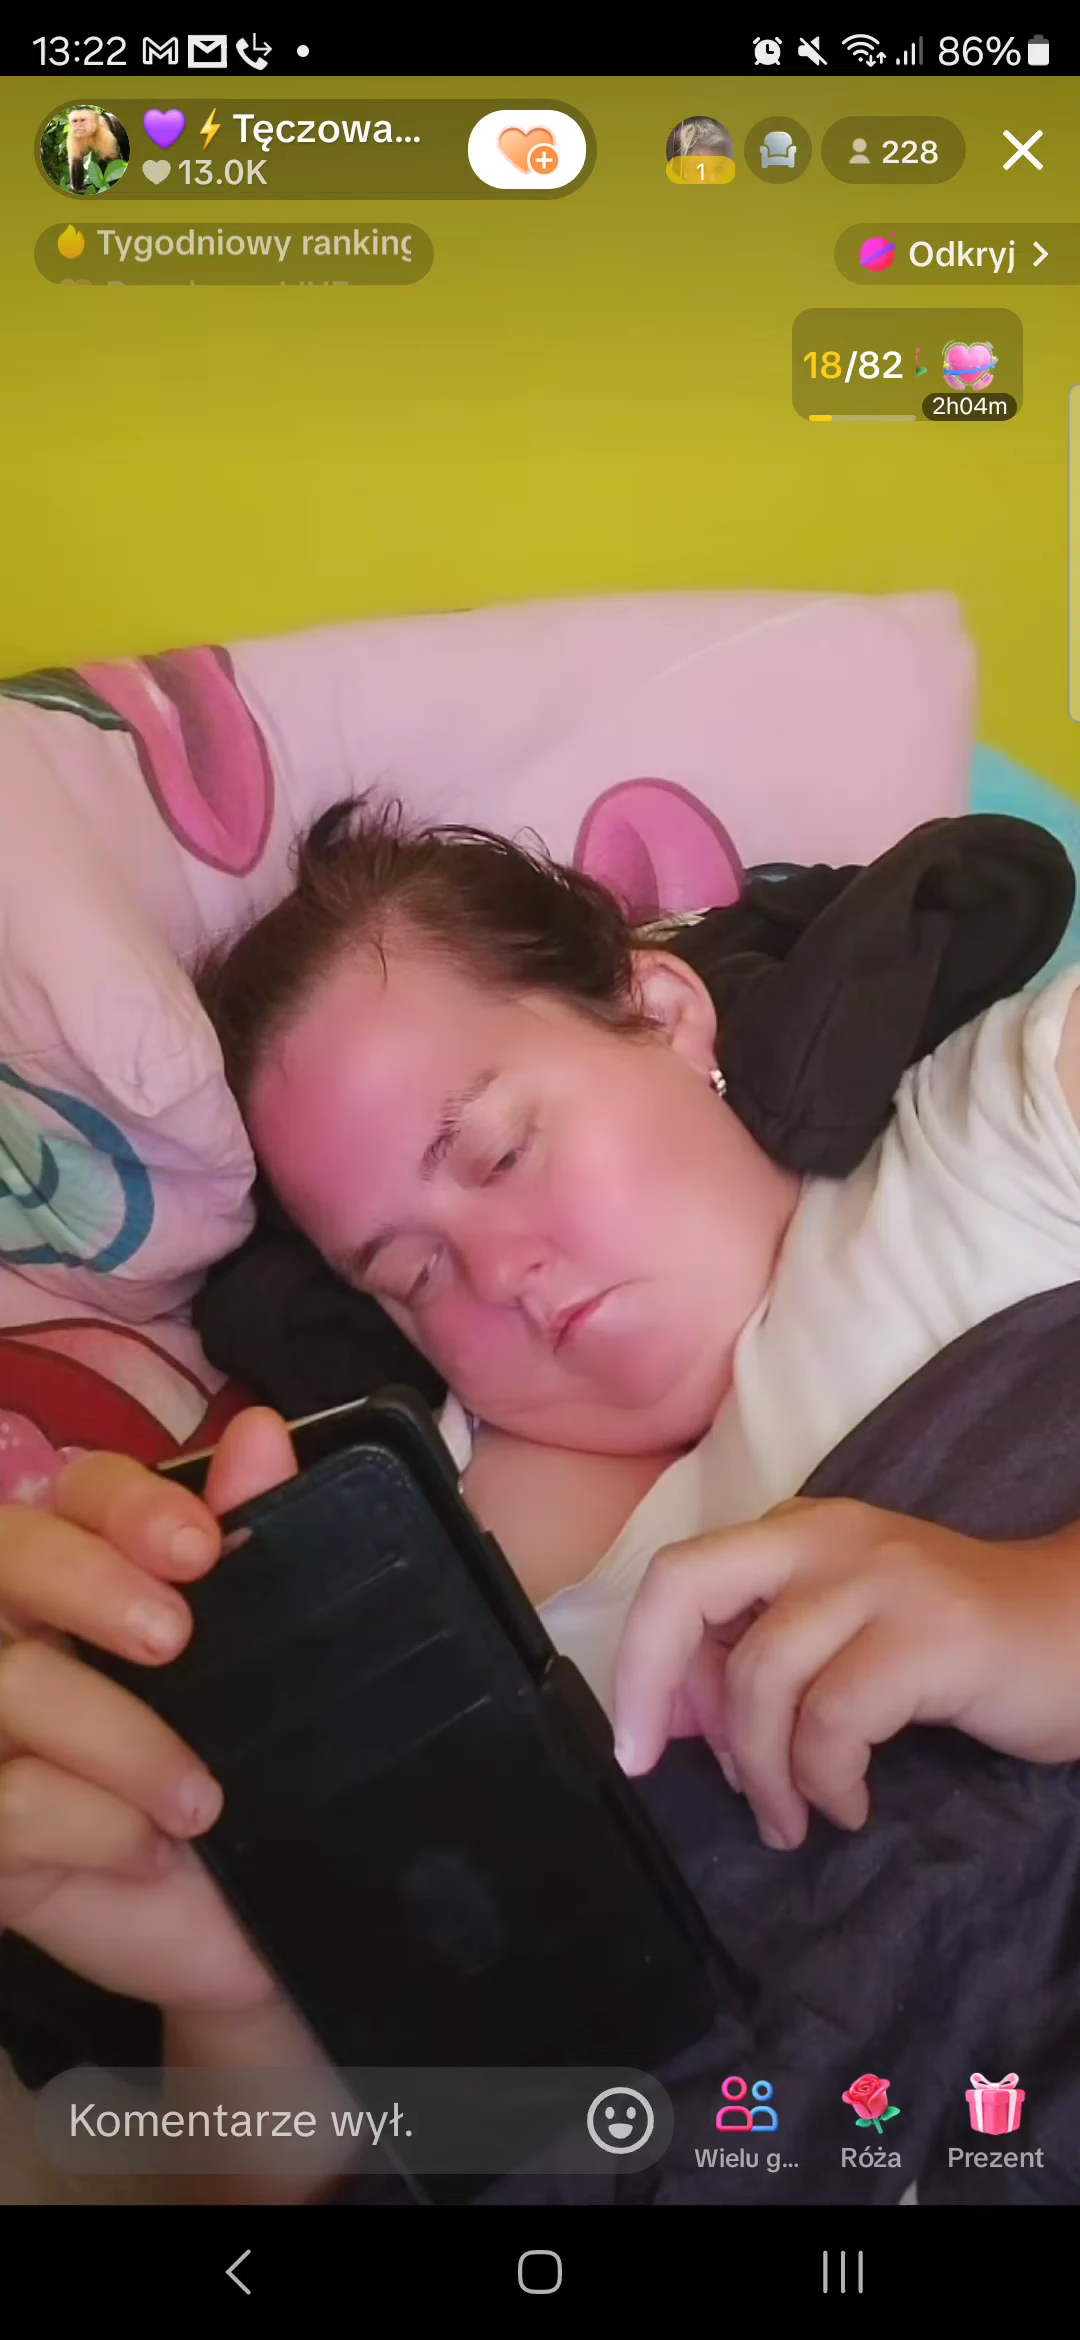 13:22
86%
💜⚡Tęczowa...
13.0K
1
228
Tygodniowy ranking
Odkryj
18/82
2h04m
Komentarze wył.
Wielu g...
Róża
Prezent